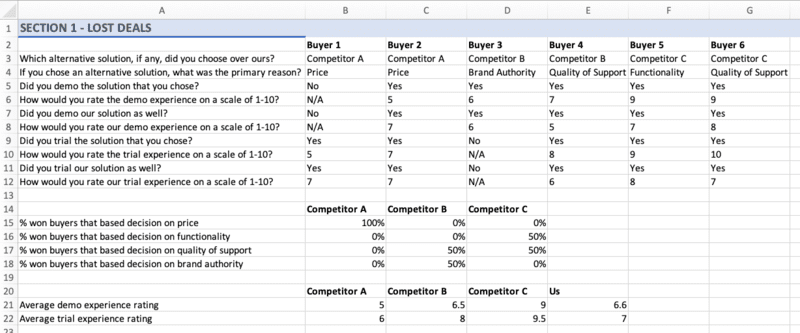 A B C D E F G
1 SECTION 1 - LOST DEALS
2 Buyer 1 Buyer 2 Buyer 3 Buyer 4 Buyer 5 Buyer 6
3 Which alternative solution, if any, did you choose over ours? Competitor A Competitor A Competitor B Competitor B Competitor C Competitor C
4 If you chose an alternative solution, what was the primary reason? Price Price Brand Authority Quality of Support Functionality Quality of Support
5 Did you demo the solution that you chose? No Yes Yes Yes Yes Yes
6 How would you rate the demo experience on a scale of 1-10? N/A 5 6 7 9 9
7 Did you demo our solution as well? No Yes Yes Yes Yes Yes
8 How would you rate our demo experience on a scale of 1-10? N/A 7 6 5 7 8
9 Did you trial the solution that you chose? Yes Yes No Yes Yes Yes
10 How would you rate the trial experience on a scale of 1-10? 5 7 N/A 8 9 10
11 Did you trial our solution as well? Yes Yes No Yes Yes Yes
12 How would you rate our trial experience on a scale of 1-10? 7 7 N/A 6 8 7
13
14 Competitor A Competitor B Competitor C
15 % won buyers that based decision on price 100% 0% 0%
16 % won buyers that based decision on functionality 0% 0% 50%
17 % won buyers that based decision on quality of support 0% 50% 50%
18 % won buyers that based decision on brand authority 0% 50% 0%
19
20 Competitor A Competitor B Competitor C Us
21 Average demo experience rating 5 6.5 9 6.6
22 Average trial experience rating 6 8 9.5 7